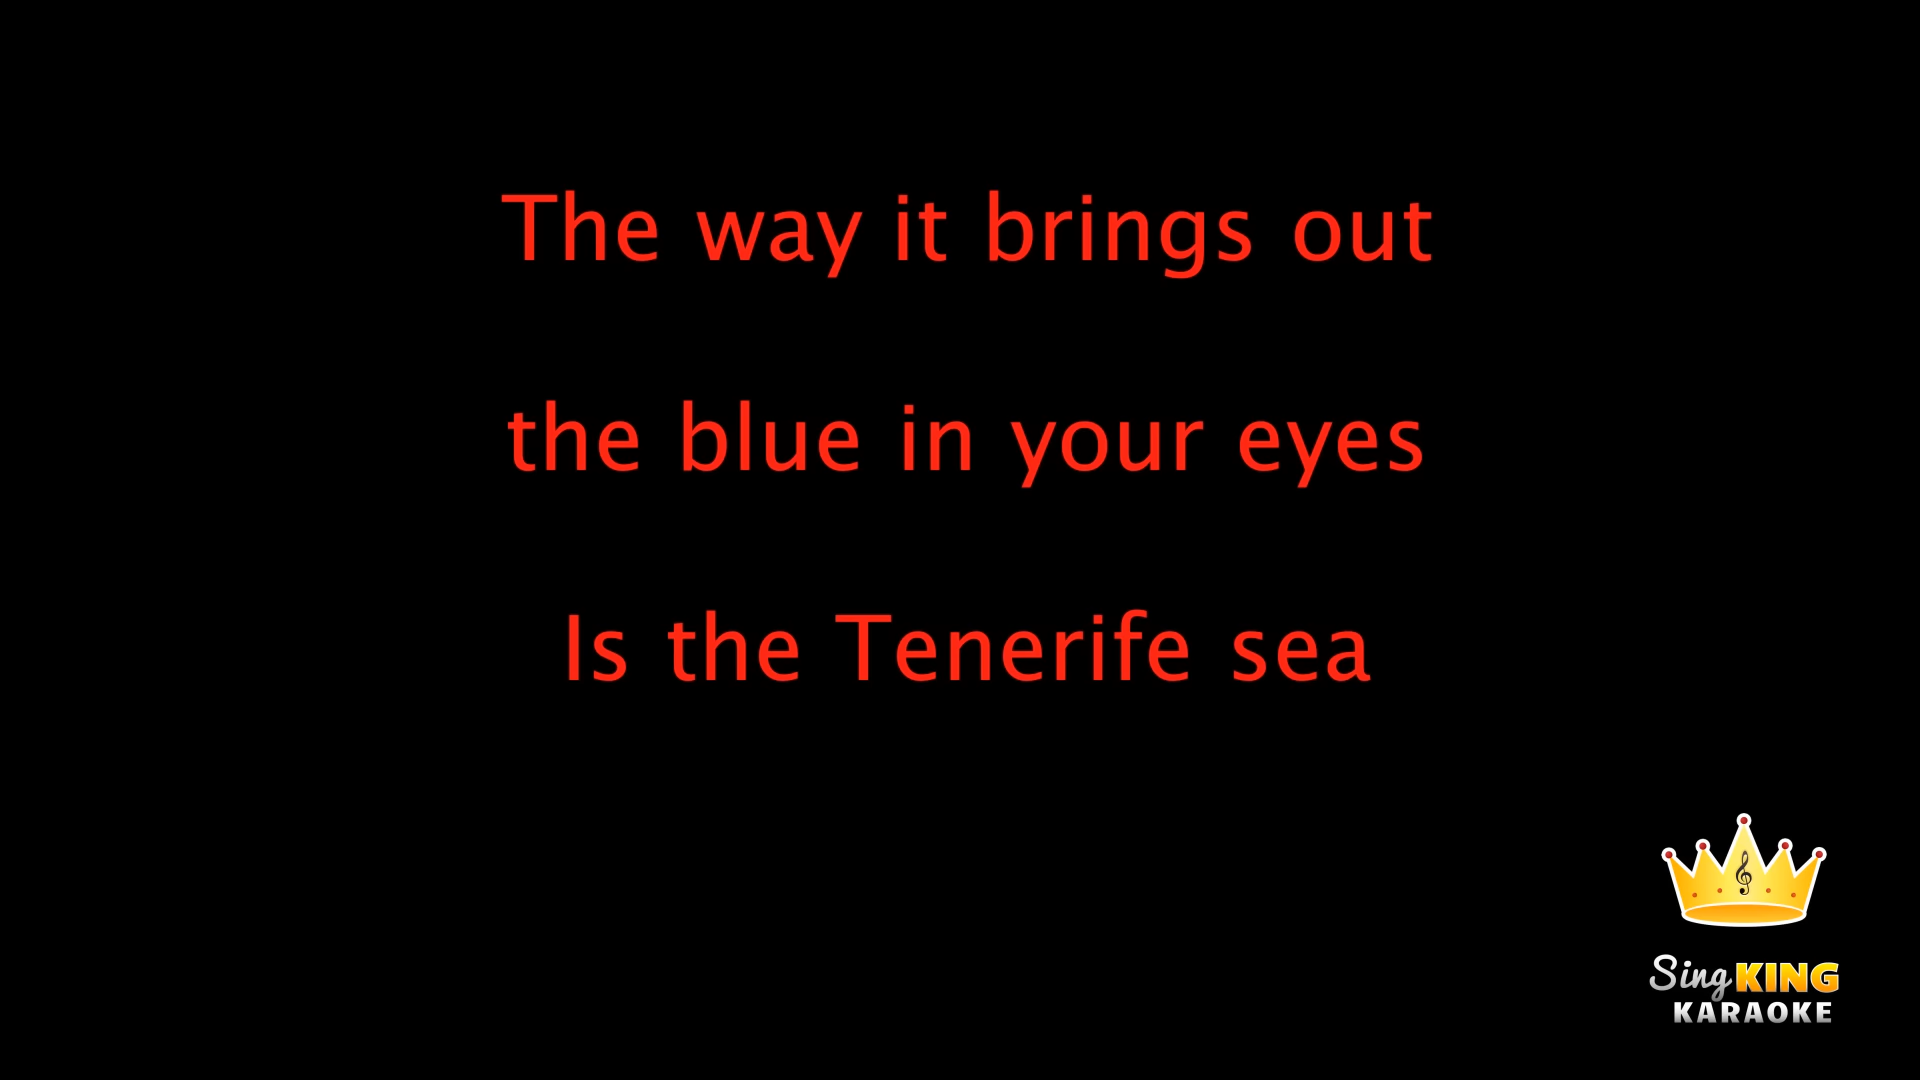 The way it brings out
the blue in your eyes
Is the Tenerife sea
Sing KING
KARAOKE